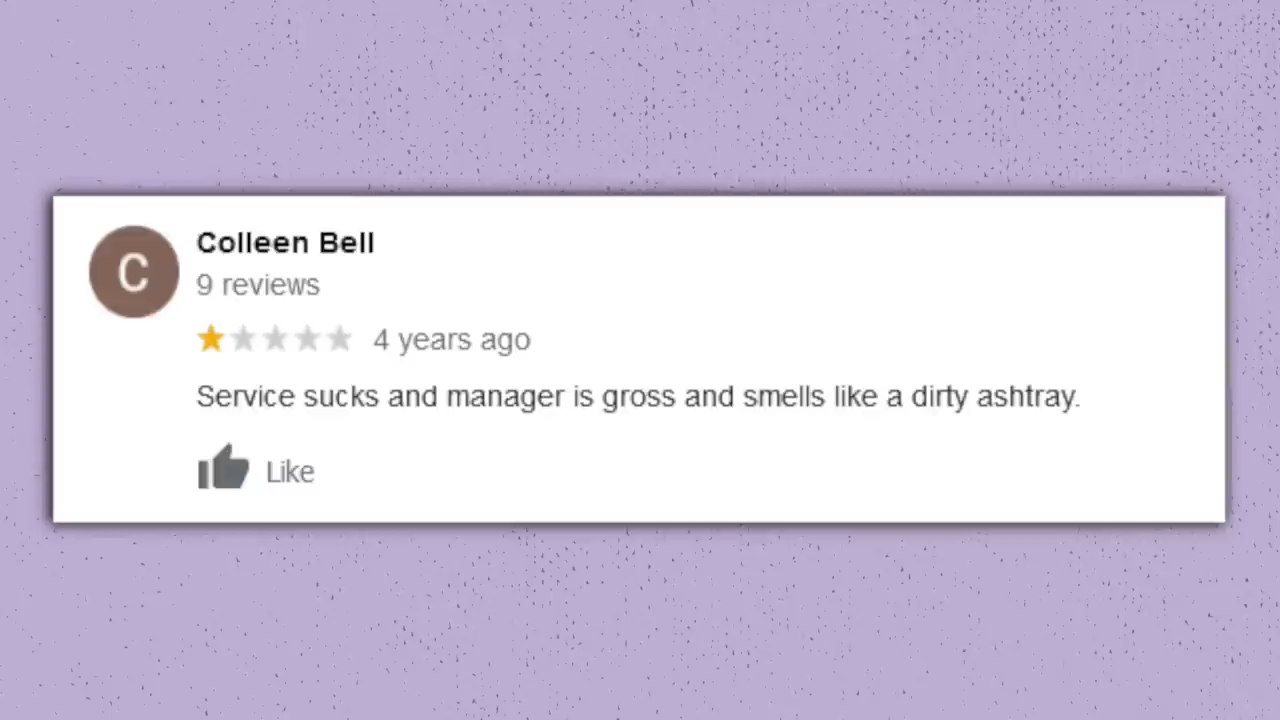 C
Colleen Bell
9 reviews
4 years ago
Service sucks and manager is gross and smells like a dirty ashtray.
Like